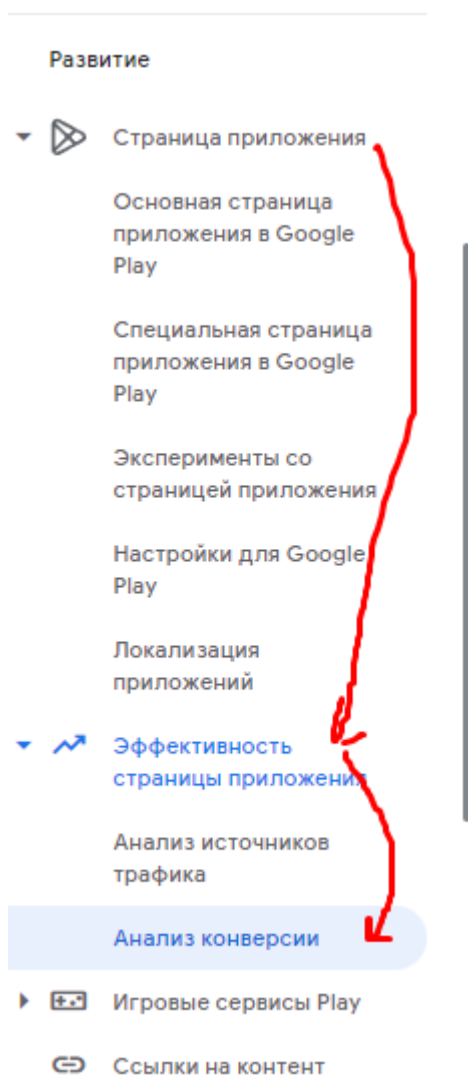 Развитие
Страница приложения
Основная страница
приложения в Google
Play
Специальная страница
приложения в Google
Play
Эксперименты со
страницей приложения
Настройки для Google
Play
Локализация
приложений
Эффективность
страницы приложения
Анализ источников
трафика
Анализ конверсии
Игровые сервисы Play
Ссылки на контент